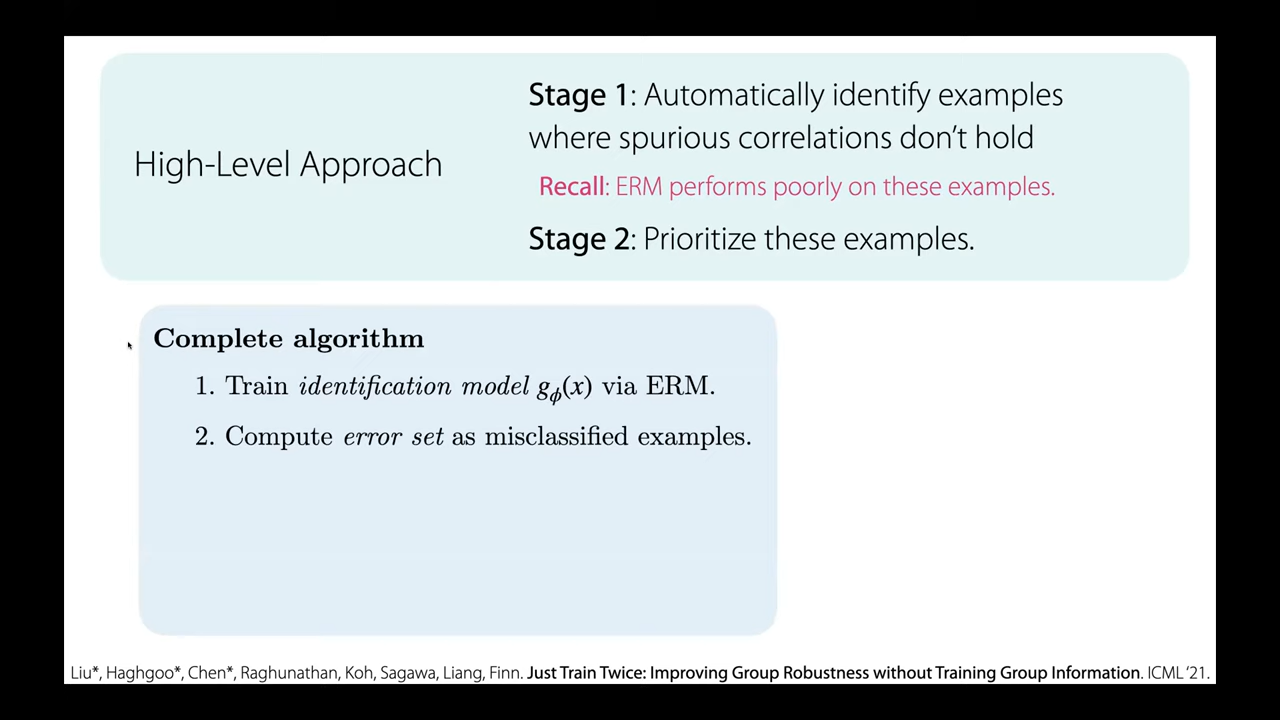 High-Level Approach
Stage 1: Automatically identify examples
where spurious correlations don't hold
Recall: ERM performs poorly on these examples.
Stage 2: Prioritize these examples.
Complete algorithm
1. Train identification model gϕ(x) via ERM.
2. Compute error set as misclassified examples.
Liu*, Haghgoo*, Chen*, Raghunathan, Koh, Sagawa, Liang, Finn. Just Train Twice: Improving Group Robustness without Training Group Information. ICML '21.